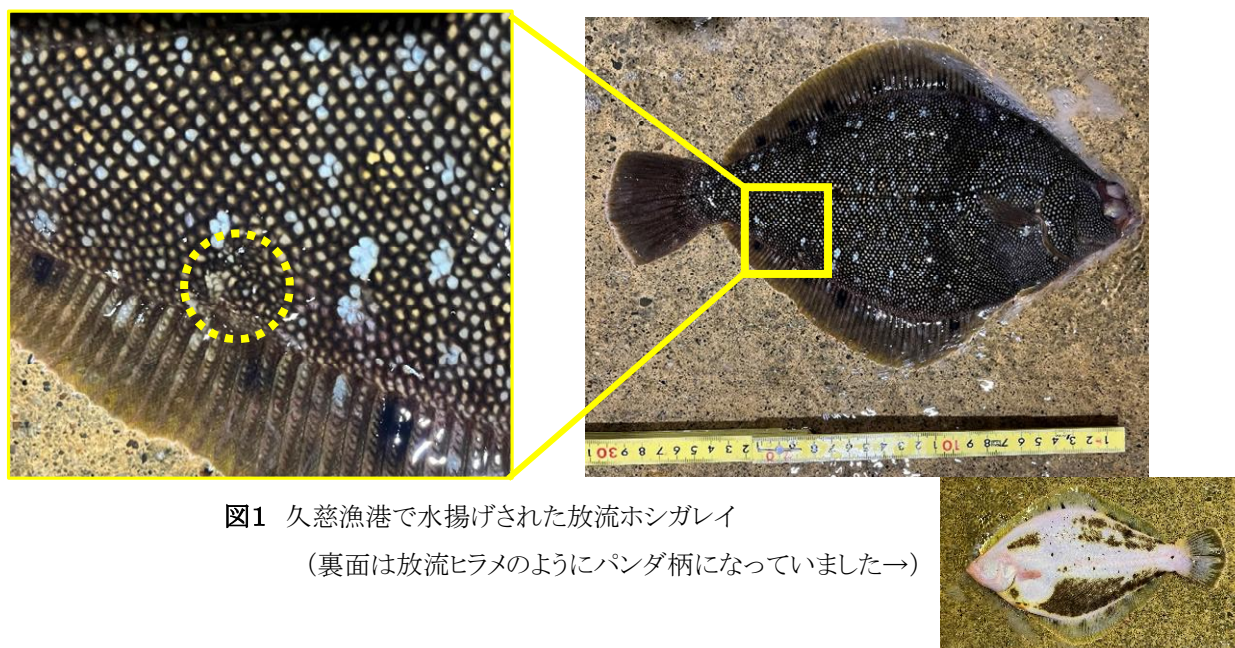 図1 久慈漁港で水揚げされた放流ホシガレイ
(裏面は放流ヒラメのようにパンダ柄になっていました→)